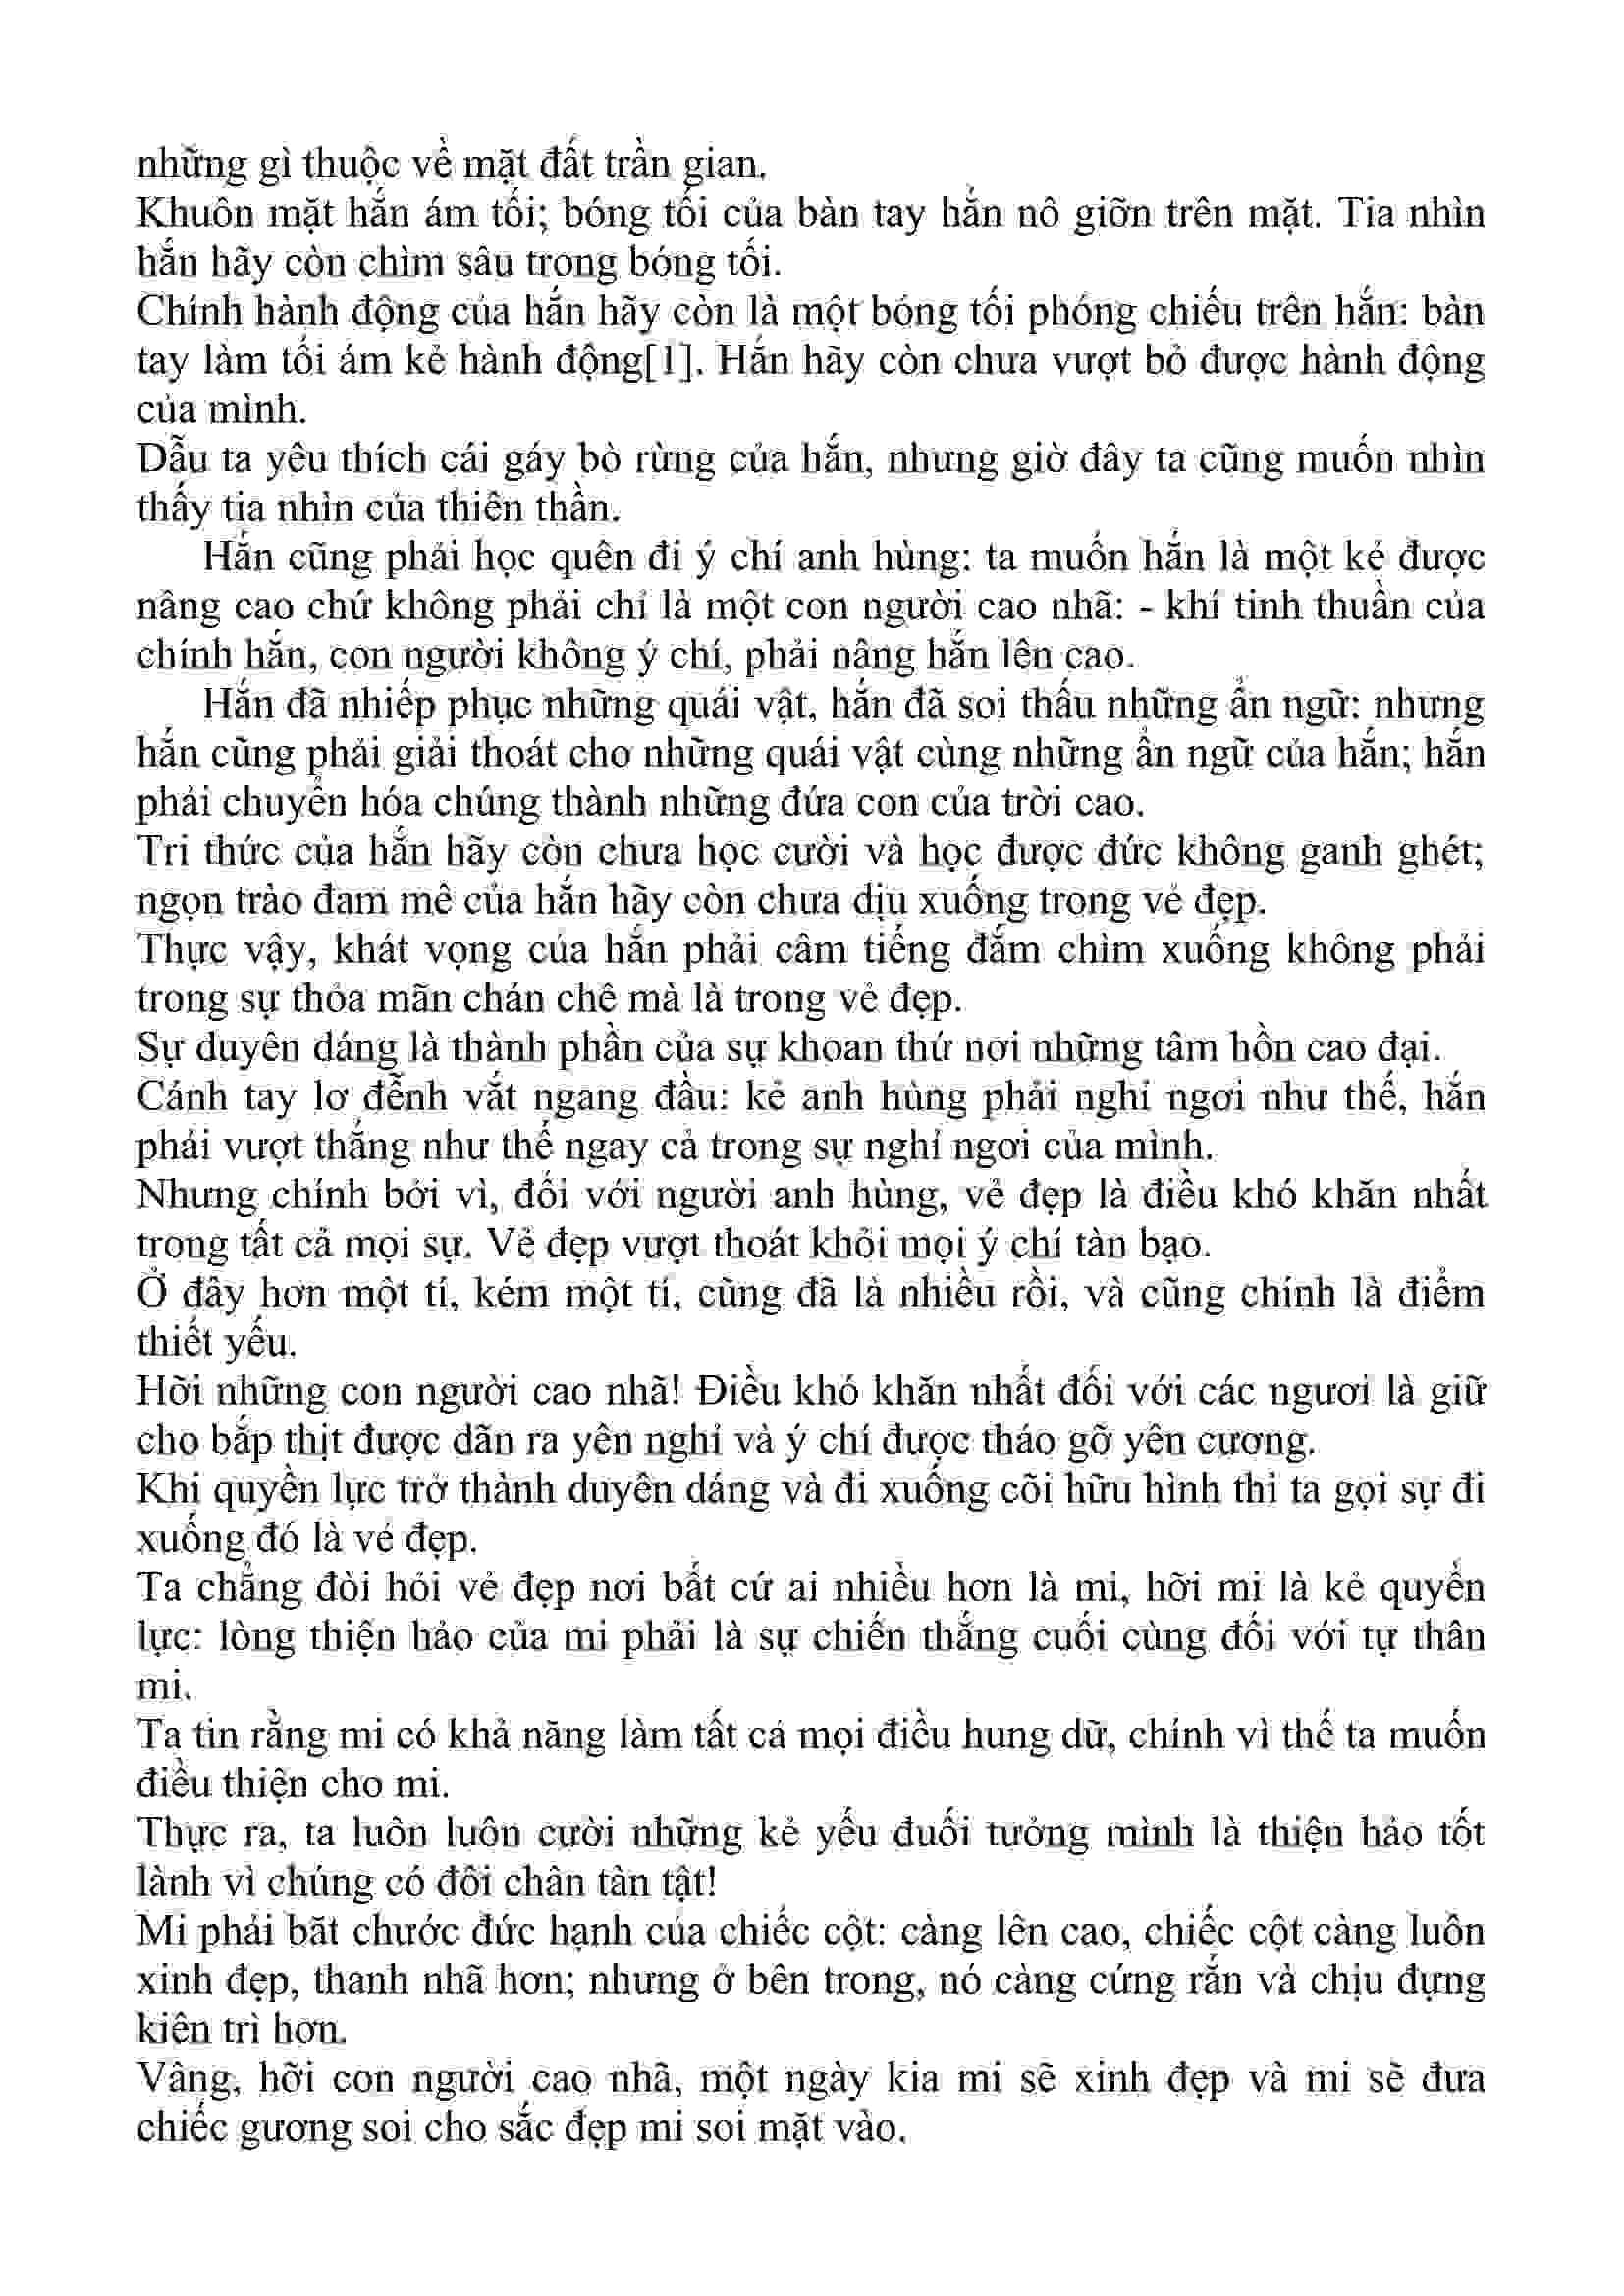 những gì thuộc về mặt đất trần gian.
Khuôn mặt hắn ám tối; bóng tối của bàn tay hắn nô giỡn trên mặt. Tia nhìn
hắn hãy còn chìm sâu trong bóng tối.
Chính hành động của hắn hãy còn là một bóng tối phóng chiếu trên hắn: bàn
tay làm tối ám kẻ hành động[1]. Hắn hãy còn chưa vượt bỏ được hành động
của mình.
Dẫu ta yêu thích cái gáy bò rừng của hắn, nhưng giờ đây ta cũng muốn nhìn
thấy tia nhìn của thiên thần.
Hắn cũng phải học quên đi ý chí anh hùng: ta muốn hắn là một kẻ được
nâng cao chứ không phải chỉ là một con người cao nhã: - khí tinh thuần của
chính hắn, con người không ý chí, phải nâng hắn lên cao.
Hắn đã nhiếp phục những quái vật, hắn đã soi thấu những ẩn ngữ: nhưng
hắn cũng phải giải thoát cho những quái vật cùng những ẩn ngữ của hắn; hắn
phải chuyển hóa chúng thành những đứa con của trời cao.
Tri thức của hắn hãy còn chưa học cười và học được đức không ganh ghét;
ngọn trào đam mê của hắn hãy còn chưa dịu xuống trong vẻ đẹp.
Thực vậy, khát vọng của hắn phải câm tiếng đắm chìm xuống không phải
trong sự thỏa mãn chán chê mà là trong vẻ đẹp.
Sự duyên dáng là thành phần của sự khoan thứ nơi những tâm hồn cao đại.
Cánh tay lơ đễnh vắt ngang đầu: kẻ anh hùng phải nghỉ ngơi như thế, hắn
phải vượt thắng như thế ngay cả trong sự nghỉ ngơi của mình.
Nhưng chính bởi vì, đối với người anh hùng, vẻ đẹp là điều khó khăn nhất
trong tất cả mọi sự. Vẻ đẹp vượt thoát khỏi mọi ý chí tàn bạo.
Ở đây hơn một tí, kém một tí, cũng đã là nhiều rồi, và cũng chính là điểm
thiết yếu.
Hỡi những con người cao nhã! Điều khó khăn nhất đối với các ngươi là giữ
cho bắp thịt được dãn ra yên nghỉ và ý chí được tháo gỡ yên cương.
Khi quyền lực trở thành duyên dáng và đi xuống cõi hữu hình thì ta gọi sự đi
xuống đó là vẻ đẹp.
Ta chẳng đòi hỏi vẻ đẹp nơi bất cứ ai nhiều hơn là mi, hỡi mi là kẻ quyền
lực: lòng thiện hảo của mi phải là sự chiến thắng cuối cùng đối với tự thân
mi.
Ta tin rằng mi có khả năng làm tất cả mọi điều hung dữ, chính vì thế ta muốn
điều thiện cho mi.
Thực ra, ta luôn luôn cười những kẻ yếu đuối tưởng mình là thiện hảo tốt
lành vì chúng có đôi chân tàn tật!
Mi phải bắt chước đức hạnh của chiếc cột: càng lên cao, chiếc cột càng luôn
xinh đẹp, thanh nhã hơn; nhưng ở bên trong, nó càng cứng rắn và chịu đựng
kiên trì hơn.
Vâng, hỡi con người cao nhã, một ngày kia mi sẽ xinh đẹp và mi sẽ đưa
chiếc gương soi cho sắc đẹp mi soi mặt vào.